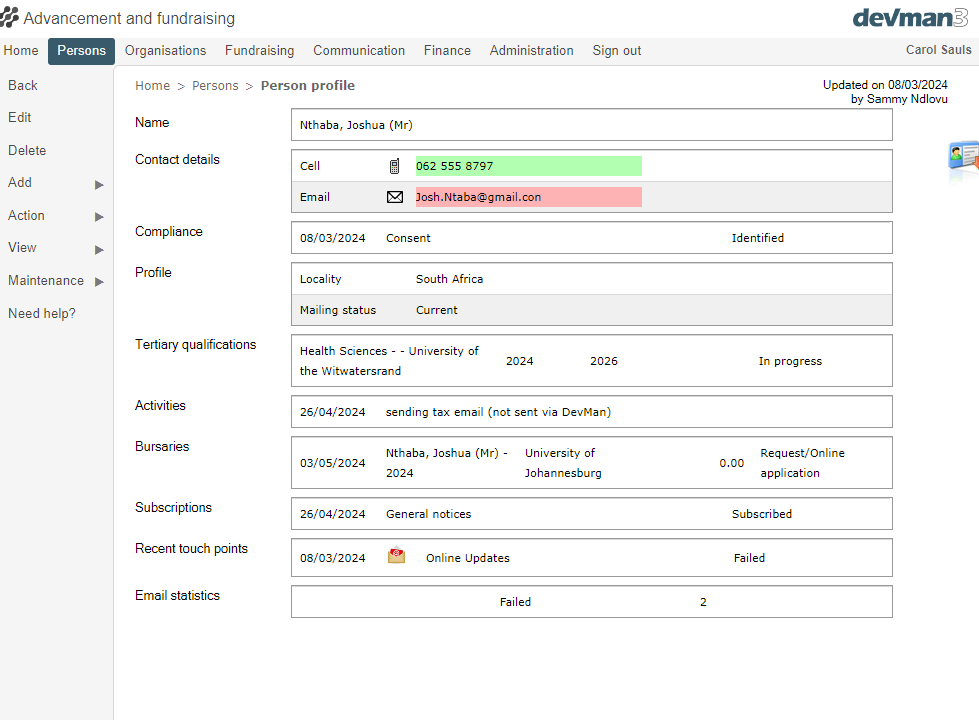 Advancement and fundraising
devman3
Home Persons Organisations Fundraising Communication Finance Administration Sign out Carol Sauls
Back
Edit
Delete
Add ▶
Action ▶
View ▶
Maintenance ▶
Need help?
Home > Persons > Person profile
Updated on 08/03/2024
by Sammy Ndlovu
Name Nthaba, Joshua (Mr)
Contact details Cell 062 555 8797
Email Josh.Ntaba@gmail.con
Compliance 08/03/2024 Consent Identified
Profile Locality South Africa
Mailing status Current
Tertiary qualifications Health Sciences - - University of
the Witwatersrand 2024 2026 In progress
Activities 26/04/2024 sending tax email (not sent via DevMan)
Bursaries 03/05/2024 Nthaba, Joshua (Mr) - University of 0.00 Request/Online
2024 Johannesburg application
Subscriptions 26/04/2024 General notices Subscribed
Recent touch points 08/03/2024 Online Updates Failed
Email statistics Failed 2